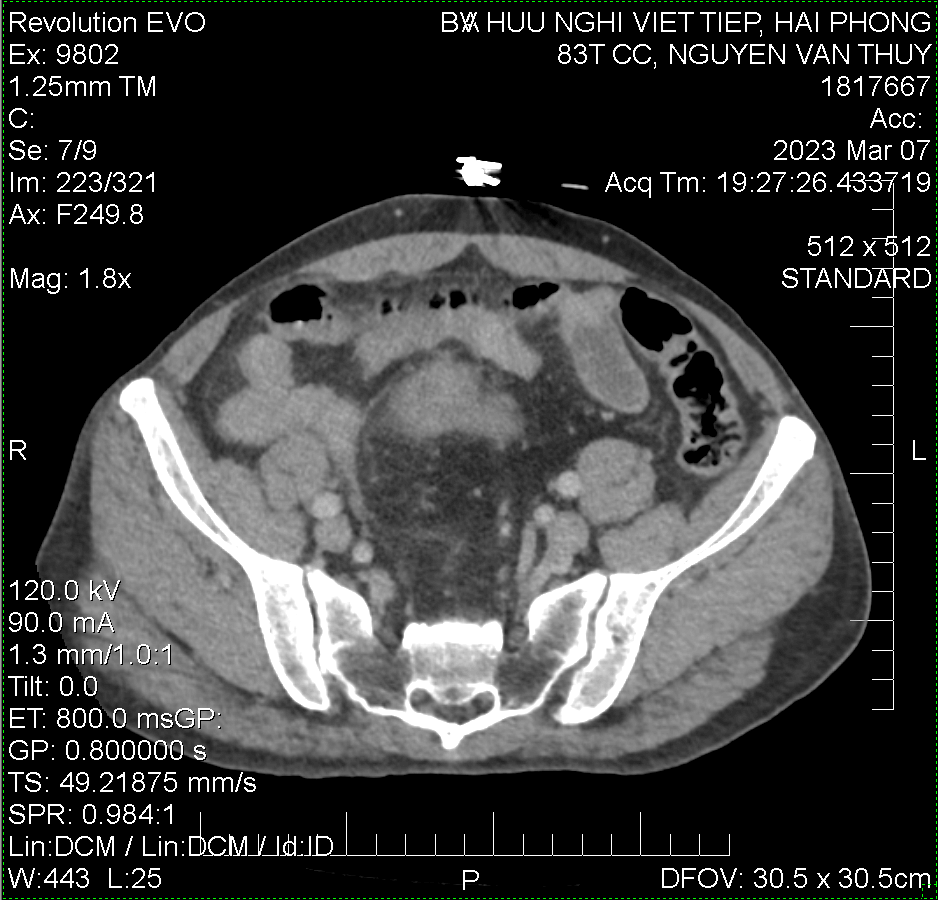 Revolution EVO
Ex: 9802
1.25mm TM
C:
Se: 7/9
Im: 223/321
Ax: F249.8
Mag: 1.8x
HUU NGHI VIET TIEP, HAI PHONG
83T CC, NGUYEN VAN THUY
1817667
Acc:
2023 Mar 07
Acq Tm: 19:27:26.433719
512 x 512
STANDARD
R
L
120.0 kV
90.0 mA
1.3 mm/1.0:1
Tilt: 0.0
ET: 800.0 msGP:
GP: 0.800000 s
TS: 49.21875 mm/s
SPR: 0.984:1
Lin:DCM / Lin:DCM / Id:ID
W:443 L:25
P
DFOV: 30.5 x 30.5cm